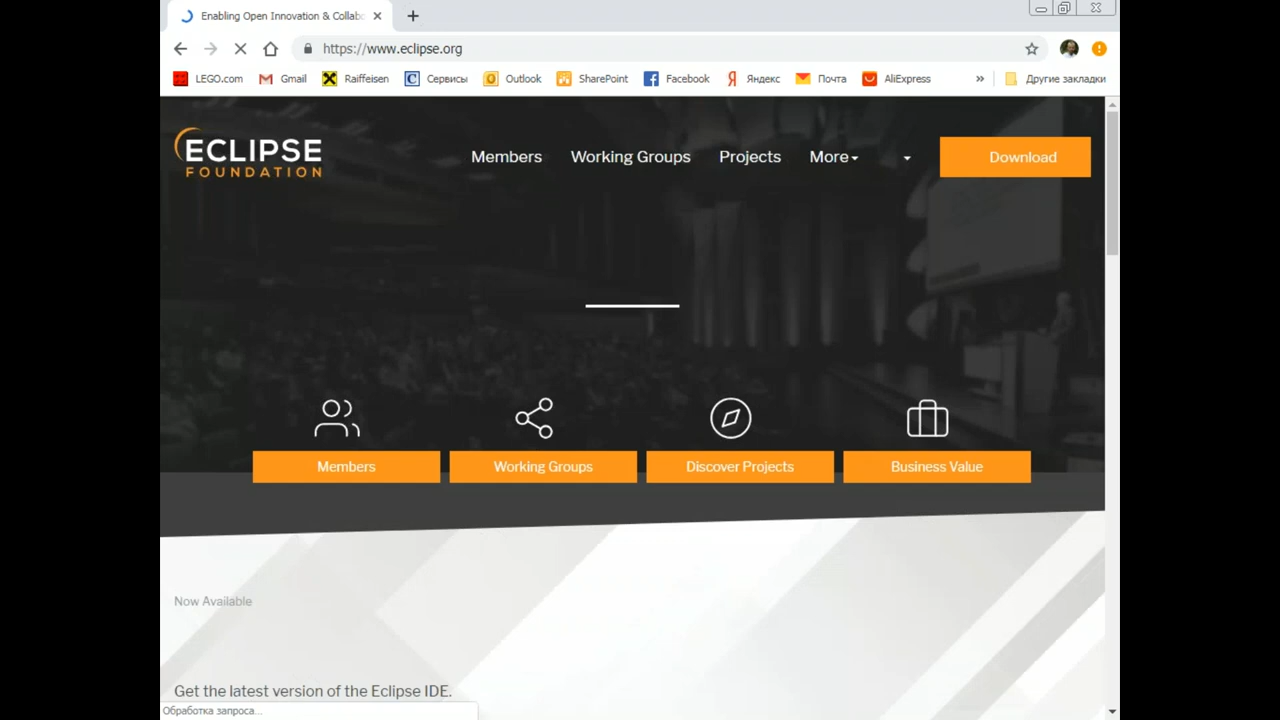 Enabling Open Innovation & Collabo
https://www.eclipse.org
LEGO.com Gmail Raiffeisen Сервисы Outlook SharePoint Facebook Яндекс Почта AliExpress » Другие закладки
ECLIPSE
FOUNDATION
Members Working Groups Projects More Download
Members Working Groups Discover Projects Business Value
Now Available
Get the latest version of the Eclipse IDE.
Обработка запроса...